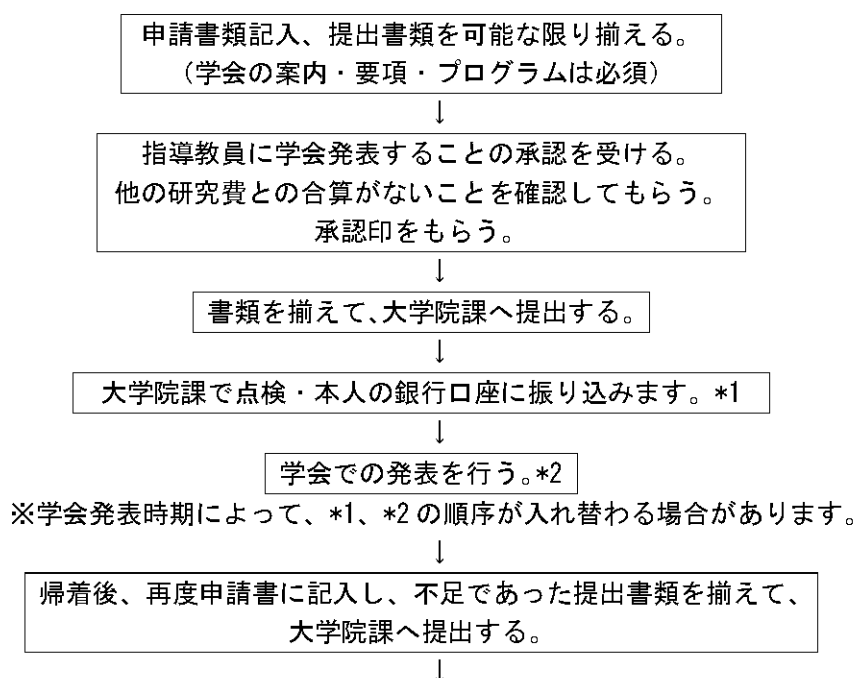 申請書類記入、提出書類を可能な限り揃える。
(学会の案内・要項・プログラムは必須)
↓
指導教員に学会発表することの承認を受ける。
他の研究費との合算がないことを確認してもらう。
承認印をもらう。
↓
書類を揃えて、大学院課へ提出する。
↓
大学院課で点検・本人の銀行口座に振り込みます。*1
↓
学会での発表を行う。*2
※学会発表時期によって、*1、*2の順序が入れ替わる場合があります。
↓
帰着後、再度申請書に記入し、不足であった提出書類を揃えて、
大学院課へ提出する。
↓